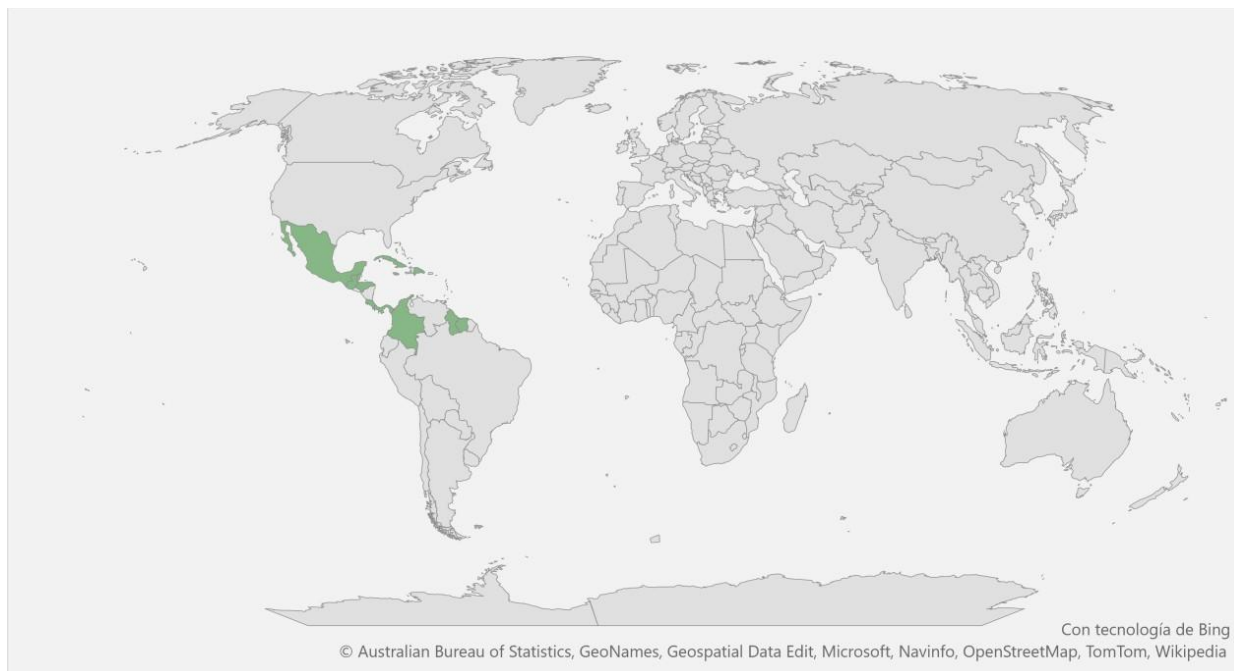 Con tecnología de Bing
© Australian Bureau of Statistics, GeoNames, Geospatial Data Edit, Microsoft, Navinfo, OpenStreetMap, TomTom, Wikipedia